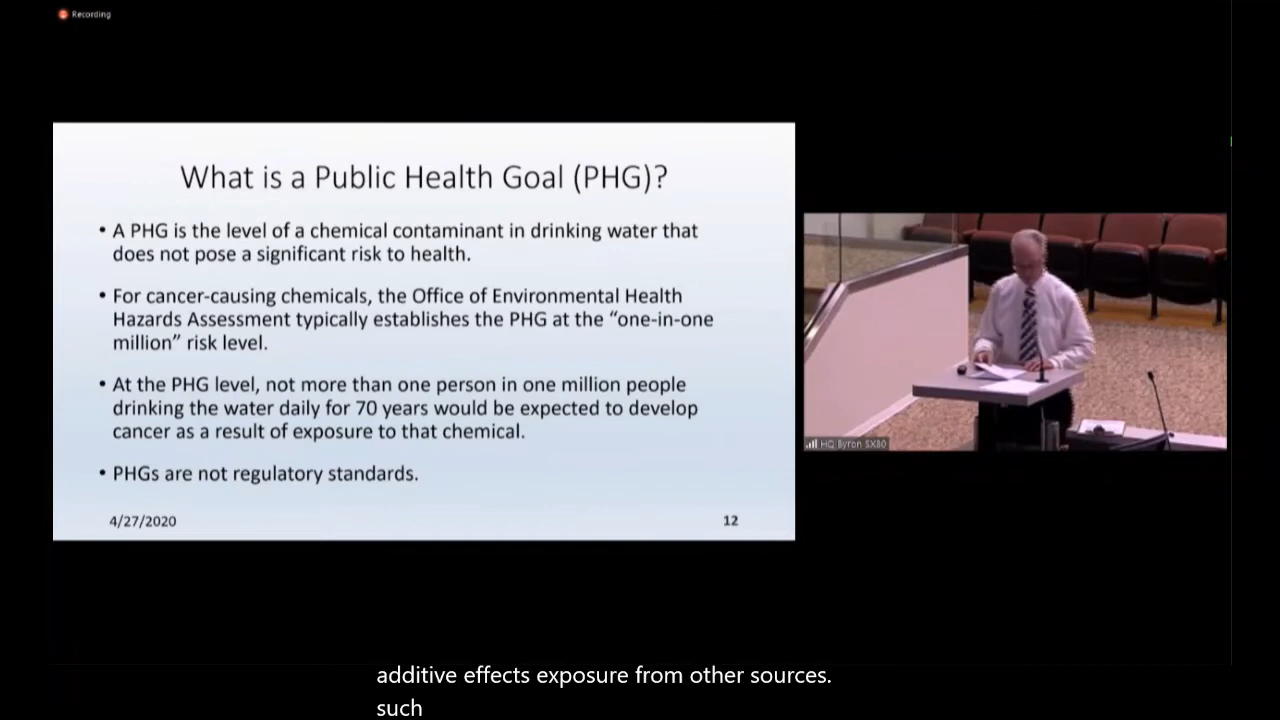 Recording
What is a Public Health Goal (PHG)?
• A PHG is the level of a chemical contaminant in drinking water that
does not pose a significant risk to health.
• For cancer-causing chemicals, the Office of Environmental Health
Hazards Assessment typically establishes the PHG at the “one-in-one
million” risk level.
• At the PHG level, not more than one person in one million people
drinking the water daily for 70 years would be expected to develop
cancer as a result of exposure to that chemical.
• PHGs are not regulatory standards.
4/27/2020
12
HQ Byron SX80
additive effects exposure from other sources.
such